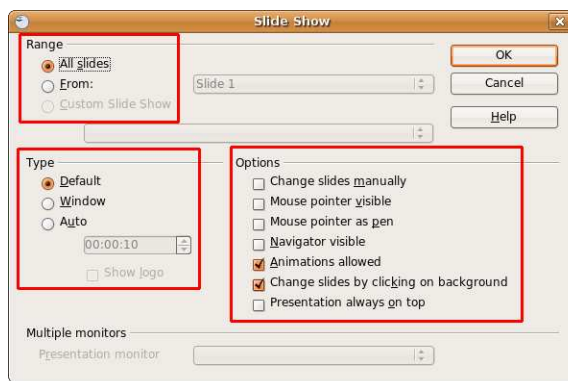 Slide Show
Range
All slides
From:
Slide 1
Custom Slide Show
OK
Cancel
Help
Type
Default
Window
Auto
00:00:10
Show logo
Options
Change slides manually
Mouse pointer visible
Mouse pointer as pen
Navigator visible
Animations allowed
Change slides by clicking on background
Presentation always on top
Multiple monitors
Presentation monitor